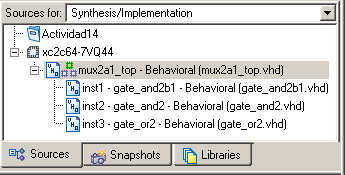 Sources for: Synthesis/Implementation
Actividad14
xc2c64-7VQ44
mux2a1_top - Behavioral (mux2a1_top.vhd)
inst1 - gate_and2b1 - Behavioral (gate_and2b1.vhd)
inst2 - gate_and2 - Behavioral (gate_and2.vhd)
inst3 - gate_or2 - Behavioral (gate_or2.vhd)
Sources Snapshots Libraries